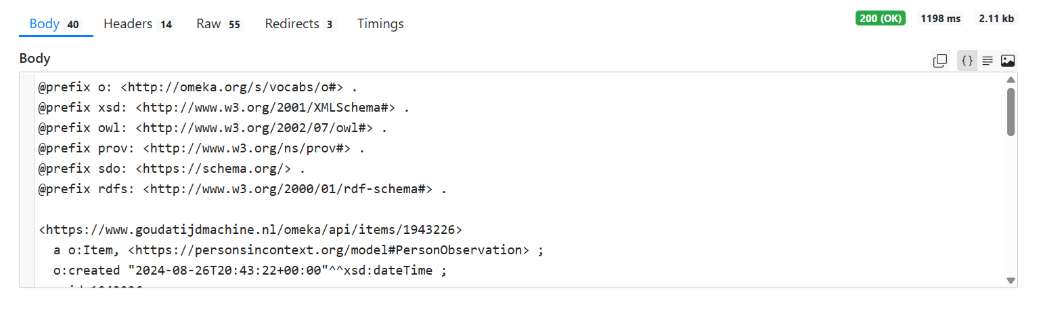 Body 40 Headers 14 Raw 55 Redirects 3 Timings 200 (OK) 1198 ms 2.11 kb
Body {}
@prefix o: <http://omeka.org/s/vocabs/o#> .
@prefix xsd: <http://www.w3.org/2001/XMLSchema#> .
@prefix owl: <http://www.w3.org/2002/07/owl#> .
@prefix prov: <http://www.w3.org/ns/prov#> .
@prefix sdo: <https://schema.org/> .
@prefix rdfs: <http://www.w3.org/2000/01/rdf-schema#> .
<https://www.goudatijdmachine.nl/omeka/api/items/1943226>
a o:Item, <https://personsincontext.org/model#PersonObservation> ;
o:created "2024-08-26T20:43:22+00:00"^^xsd:dateTime ;